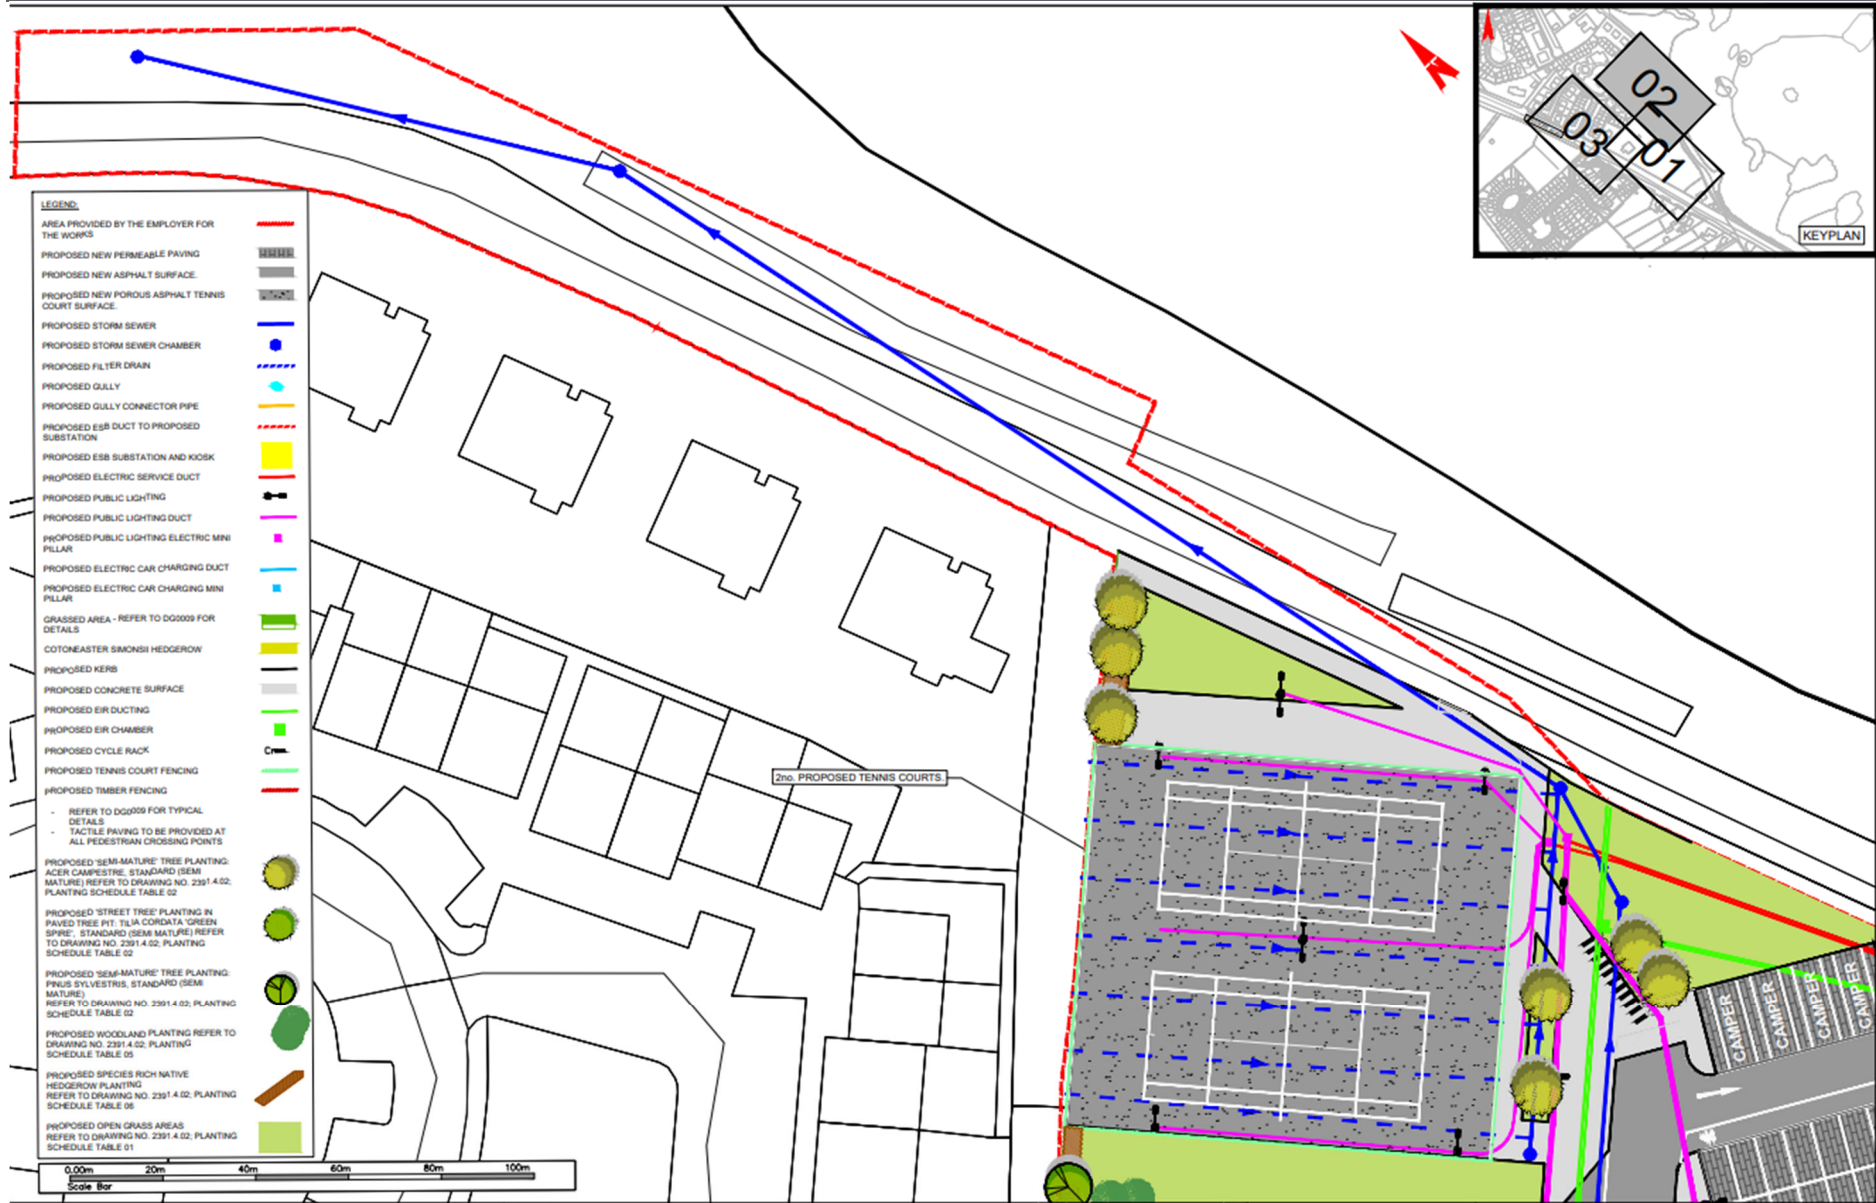 02
03
01
KEYPLAN
LEGEND:
AREA PROVIDED BY THE EMPLOYER FOR
THE WORKS
PROPOSED NEW PERMEABLE PAVING
PROPOSED NEW ASPHALT SURFACE.
PROPOSED NEW POROUS ASPHALT TENNIS
COURT SURFACE.
PROPOSED STORM SEWER
PROPOSED STORM SEWER CHAMBER
PROPOSED FILTER DRAIN
PROPOSED GULLY
PROPOSED GULLY CONNECTOR PIPE
PROPOSED ESB DUCT TO PROPOSED
SUBSTATION
PROPOSED ESB SUBSTATION AND KIOSK
PROPOSED ELECTRIC SERVICE DUCT
PROPOSED PUBLIC LIGHTING
PROPOSED PUBLIC LIGHTING DUCT
PROPOSED PUBLIC LIGHTING ELECTRIC MINI
PILLAR
PROPOSED ELECTRIC CAR CHARGING DUCT
PROPOSED ELECTRIC CAR CHARGING MINI
PILLAR
GRASSED AREA - REFER TO DG0009 FOR
DETAILS
COTONEASTER SIMONSII HEDGEROW
PROPOSED KERB
PROPOSED CONCRETE SURFACE
PROPOSED EIR DUCTING
PROPOSED EIR CHAMBER
PROPOSED CYCLE RACK
PROPOSED TENNIS COURT FENCING
PROPOSED TIMBER FENCING
- REFER TO DG0009 FOR TYPICAL
DETAILS
- TACTILE PAVING TO BE PROVIDED AT
ALL PEDESTRIAN CROSSING POINTS
PROPOSED 'SEMI-MATURE' TREE PLANTING:
ACER CAMPESTRE, STANDARD (SEMI
MATURE) REFER TO DRAWING NO. 2391.4.02;
PLANTING SCHEDULE TABLE 02
PROPOSED 'STREET TREE' PLANTING IN
PAVED TREE PIT: TILIA CORDATA 'GREEN
SPIRE', STANDARD (SEMI MATURE) REFER
TO DRAWING NO. 2391.4.02; PLANTING
SCHEDULE TABLE 02
PROPOSED 'SEMI-MATURE' TREE PLANTING:
PINUS SYLVESTRIS, STANDARD (SEMI
MATURE)
REFER TO DRAWING NO. 2391.4.02; PLANTING
SCHEDULE TABLE 02
PROPOSED WOODLAND PLANTING REFER TO
DRAWING NO. 2391.4.02; PLANTING
SCHEDULE TABLE 05
PROPOSED SPECIES RICH NATIVE
HEDGEROW PLANTING
REFER TO DRAWING NO. 2391.4.02; PLANTING
SCHEDULE TABLE 06
PROPOSED OPEN GRASS AREAS
REFER TO DRAWING NO. 2391.4.02; PLANTING
SCHEDULE TABLE 01
0.00m 20m 40m 60m 80m 100m
Scale Bar
2no. PROPOSED TENNIS COURTS.
CAMPER
CAMPER
CAMPER
CAMPER